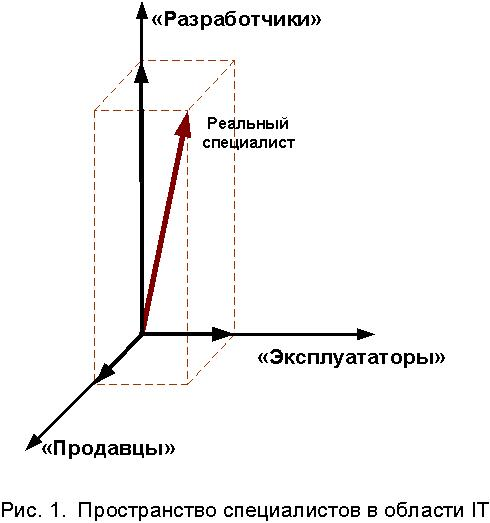 «Разработчики»
Реальный
специалист
«Эксплуататоры»
«Продавцы»
Рис. 1. Пространство специалистов в области IT